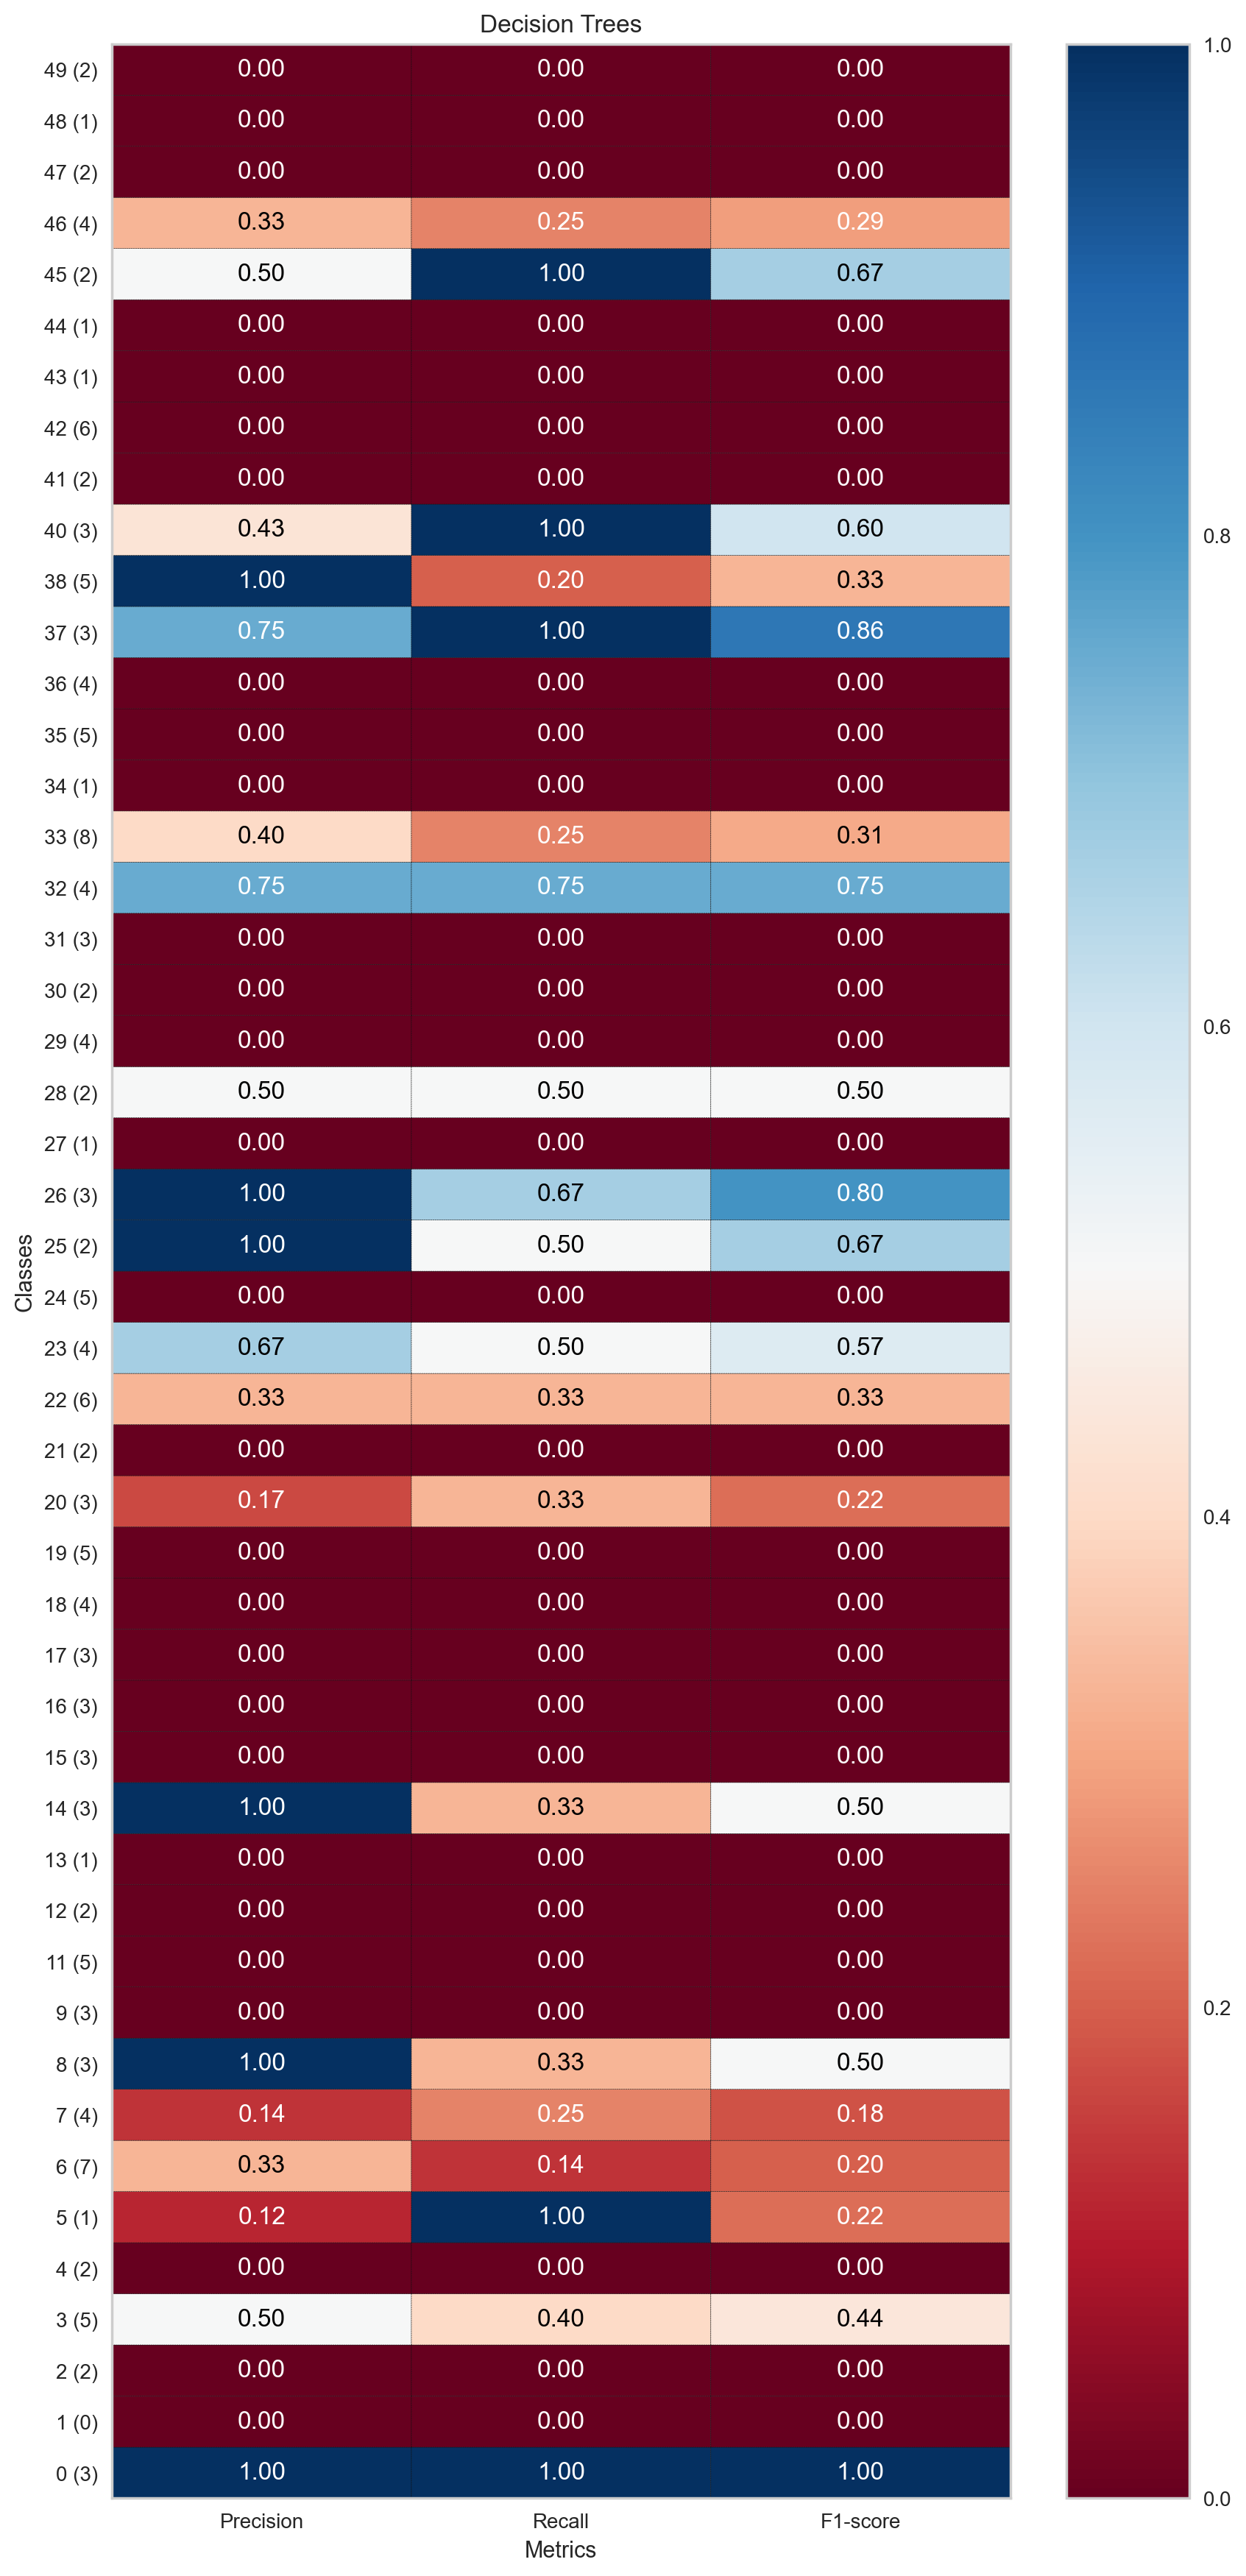 Decision Trees
49 (2) 0.00 0.00 0.00 1.0
48 (1) 0.00 0.00 0.00
47 (2) 0.00 0.00 0.00
46 (4) 0.33 0.25 0.29
45 (2) 0.50 1.00 0.67
44 (1) 0.00 0.00 0.00
43 (1) 0.00 0.00 0.00
42 (6) 0.00 0.00 0.00
41 (2) 0.00 0.00 0.00
40 (3) 0.43 1.00 0.60 0.8
38 (5) 1.00 0.20 0.33
37 (3) 0.75 1.00 0.86
36 (4) 0.00 0.00 0.00
35 (5) 0.00 0.00 0.00
34 (1) 0.00 0.00 0.00
33 (8) 0.40 0.25 0.31
32 (4) 0.75 0.75 0.75
31 (3) 0.00 0.00 0.00
30 (2) 0.00 0.00 0.00
29 (4) 0.00 0.00 0.00 0.6
28 (2) 0.50 0.50 0.50
27 (1) 0.00 0.00 0.00
26 (3) 1.00 0.67 0.80
25 (2) 1.00 0.50 0.67
Classes
24 (5) 0.00 0.00 0.00
23 (4) 0.67 0.50 0.57
22 (6) 0.33 0.33 0.33
21 (2) 0.00 0.00 0.00
20 (3) 0.17 0.33 0.22 0.4
19 (5) 0.00 0.00 0.00
18 (4) 0.00 0.00 0.00
17 (3) 0.00 0.00 0.00
16 (3) 0.00 0.00 0.00
15 (3) 0.00 0.00 0.00
14 (3) 1.00 0.33 0.50
13 (1) 0.00 0.00 0.00
12 (2) 0.00 0.00 0.00
11 (5) 0.00 0.00 0.00
9 (3) 0.00 0.00 0.00 0.2
8 (3) 1.00 0.33 0.50
7 (4) 0.14 0.25 0.18
6 (7) 0.33 0.14 0.20
5 (1) 0.12 1.00 0.22
4 (2) 0.00 0.00 0.00
3 (5) 0.50 0.40 0.44
2 (2) 0.00 0.00 0.00
1 (0) 0.00 0.00 0.00
0 (3) 1.00 1.00 1.00 0.0
Precision Recall F1-score
Metrics